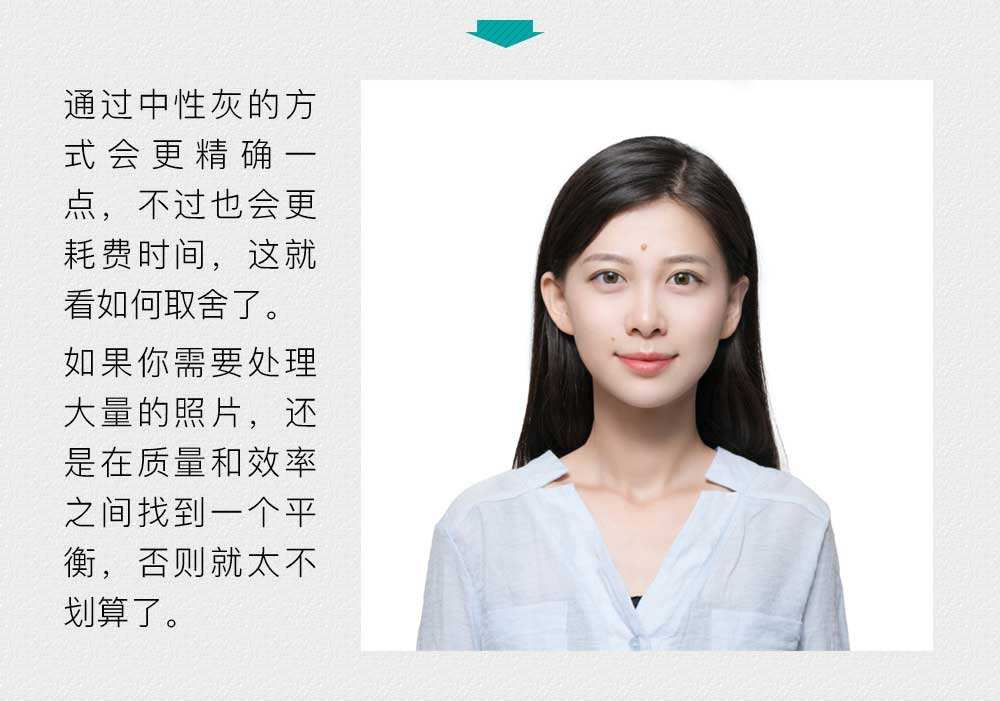 通过中性灰的方
式会更精确一
点，不过也会更
耗费时间，这就
看如何取舍了。
如果你需要处理
大量的照片，还
是在质量和效率
之间找到一个平
衡，否则就太不
划算了。